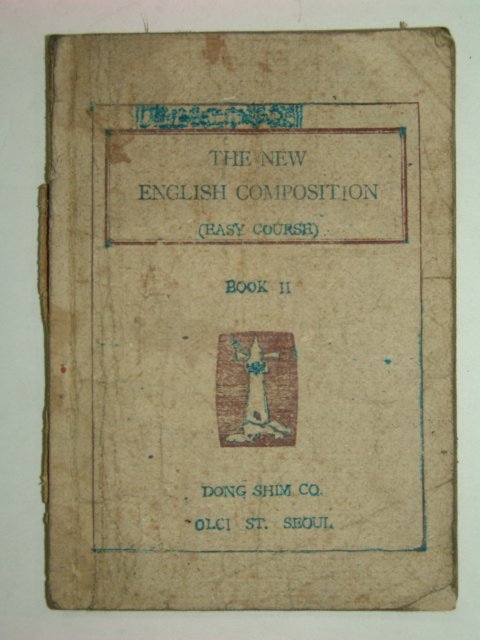 THE NEW
ENGLISH COMPOSITION
(EASY COURSE)
BOOK II
DONG SHIM CO.
OLCI ST. SEOUL